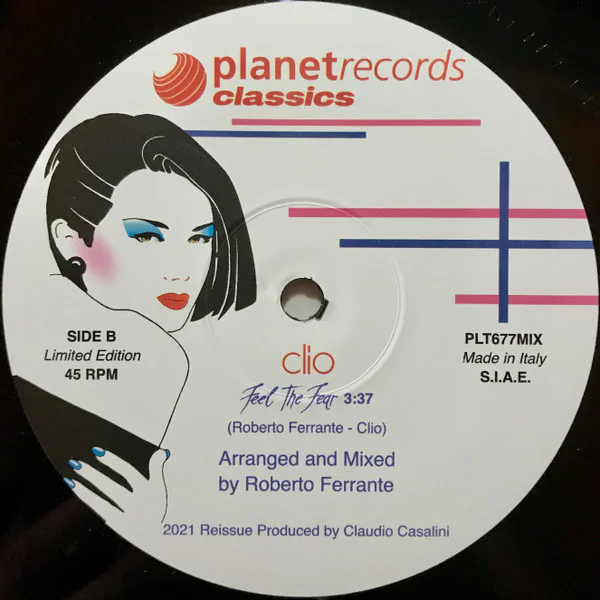 planetrecords
classics
SIDE B
Limited Edition
45 RPM
PLT677MIX
Made in Italy
S.I.A.E.
clio
Feel The Fear 3:37
(Roberto Ferrante - Clio)
Arranged and Mixed
by Roberto Ferrante
2021 Reissue Produced by Claudio Casalini